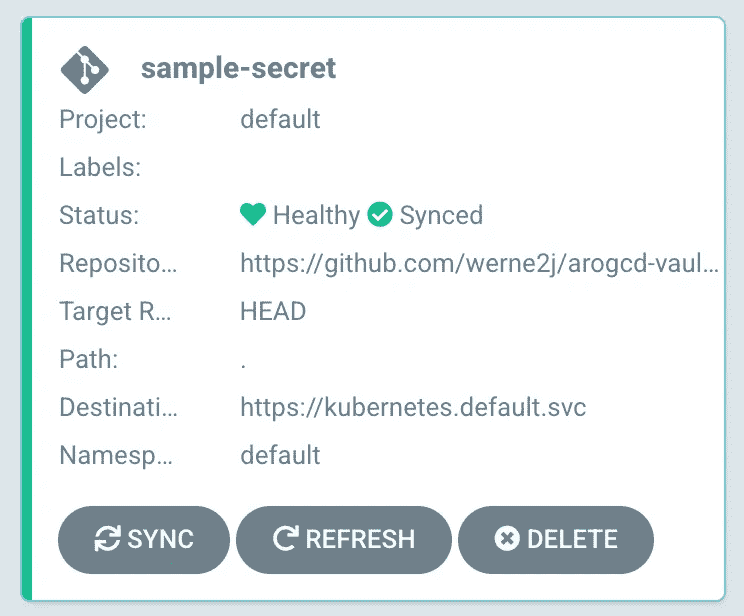 sample-secret
Project: default
Labels:
Status: Healthy Synced
Reposito... https://github.com/werne2j/arogcd-vaul...
Target R... HEAD
Path: .
Destinati... https://kubernetes.default.svc
Namesp... default
SYNC REFRESH DELETE